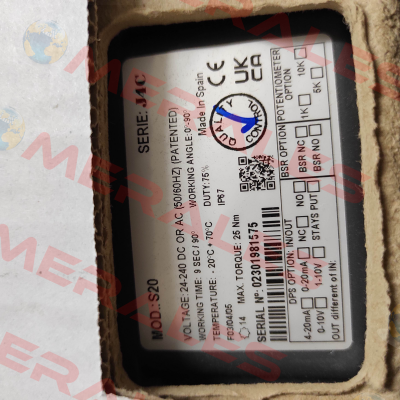 MERALES
SERIE: J4C
MOD.: S20
VOLTAGE: 24-240 DC OR AC (50/60HZ) (PATENTED)
WORKING TIME: 9 SEC / 90° WORKING ANGLE: 0°-90°
TEMPERATURE: - 20°C + 70°C DUTY: 75%
F03/04/05 IP67
14 MAX. TORQUE: 25 Nm
SERIAL Nº: 02301981575
Made in Spain
CE
UK
CA
QUALITY
CONTROL
DPS OPTION: IN/OUT
4-20mA 0-20mA NC NO
0-10V 1-10V STAYS PUT
OUT different of IN:
BSR OPTION POTENTIOMETER
OPTION
BSR NC 1K 10K
BSR NO 5K